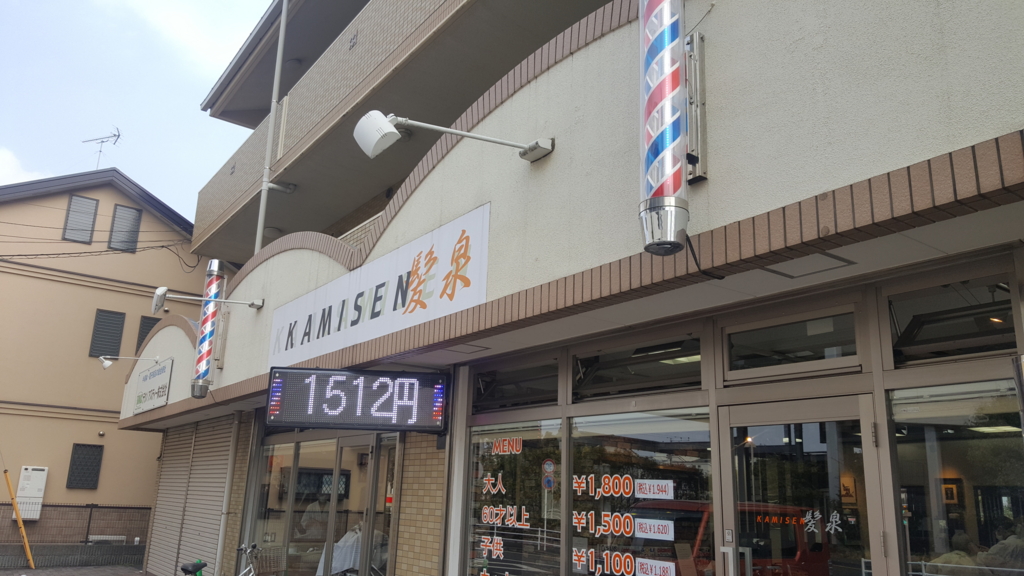 KAMISEN 髪泉
1512円
MENU
大人 ¥1,800 (税込¥1,944)
60才以上 ¥1,500 (税込¥1,620)
子供 ¥1,100 (税込¥1,188)
KAMISEN 髪泉